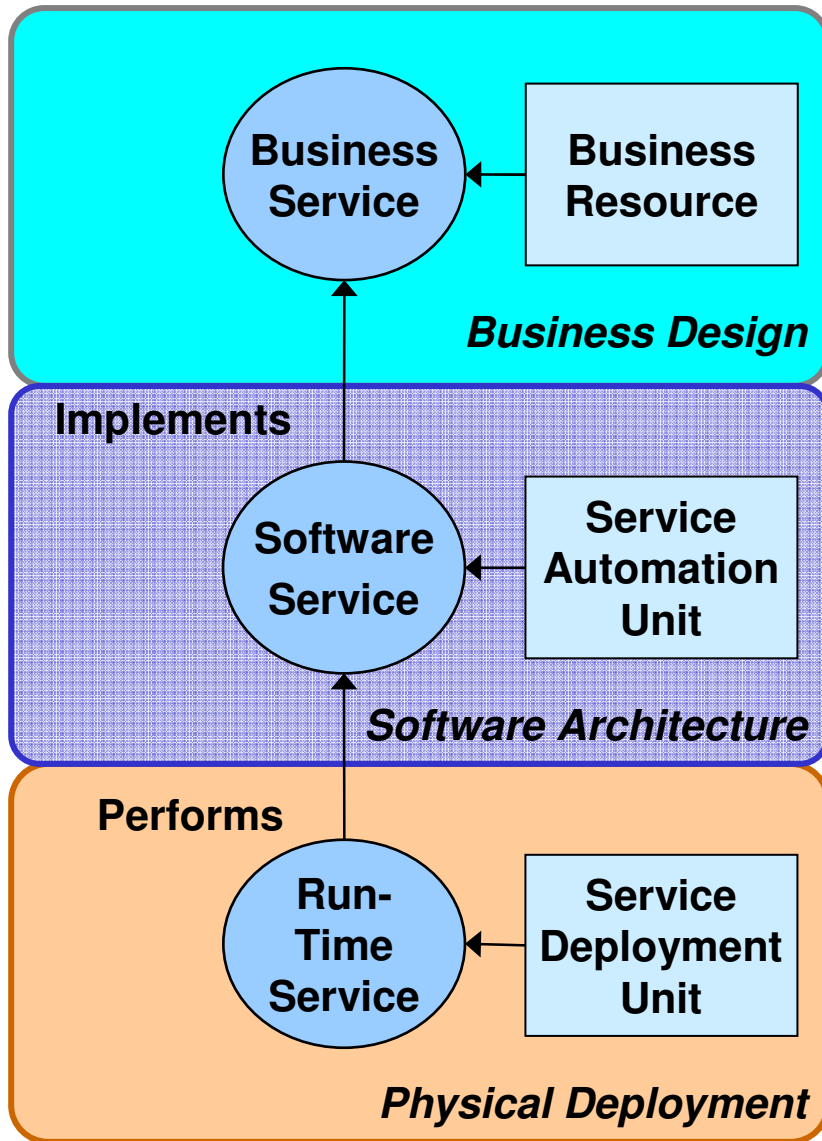 Business
Service
Business
Resource
Business Design
Implements
Software
Service
Service
Automation
Unit
Software Architecture
Performs
Run-
Time
Service
Service
Deployment
Unit
Physical Deployment